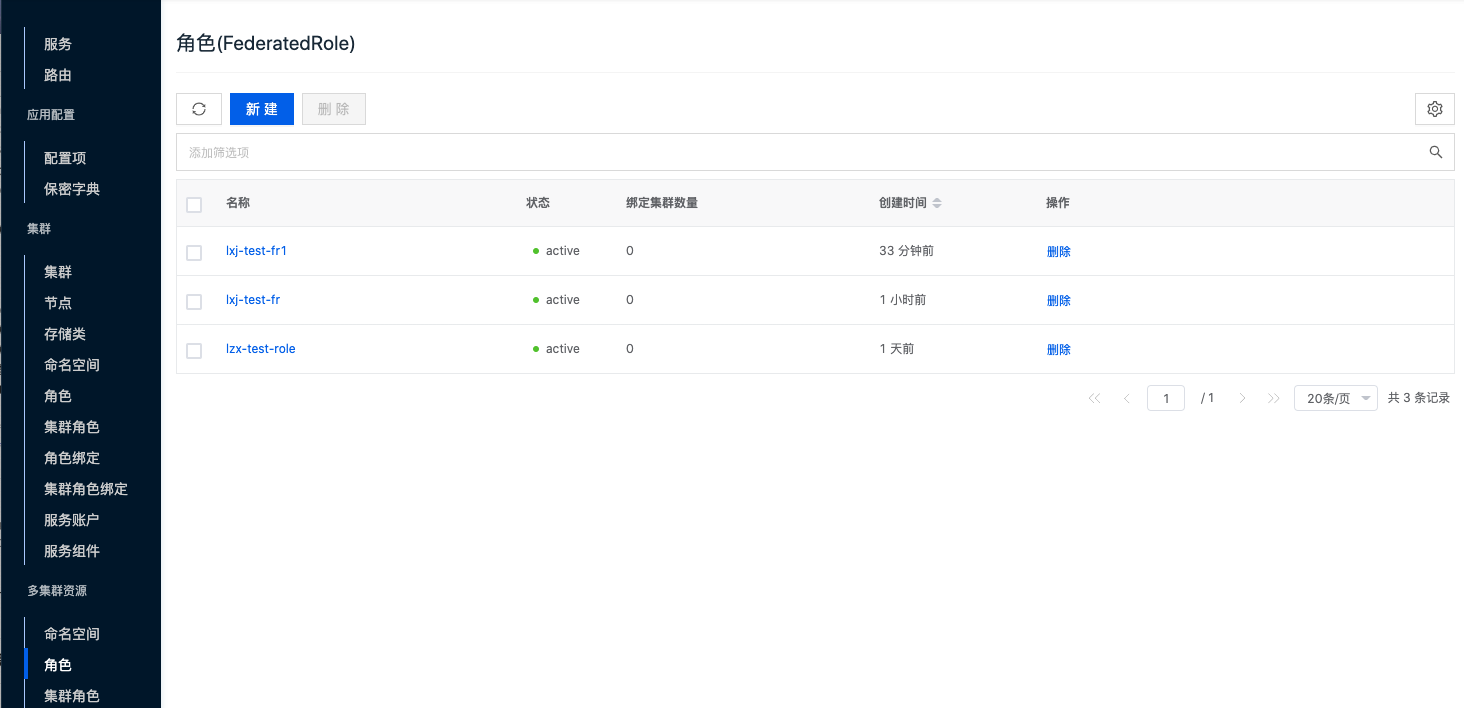 服务
路由
应用配置
配置项
保密字典
集群
集群
节点
存储类
命名空间
角色
集群角色
角色绑定
集群角色绑定
服务账户
服务组件
多集群资源
命名空间
角色
集群角色
角色(FederatedRole)
新 建 删 除
添加筛选项
名称 状态 绑定集群数量 创建时间 操作
lxj-test-fr1 active 0 33 分钟前 删除
lxj-test-fr active 0 1 小时前 删除
lzx-test-role active 0 1 天前 删除
1 / 1 20条/页 共 3 条记录